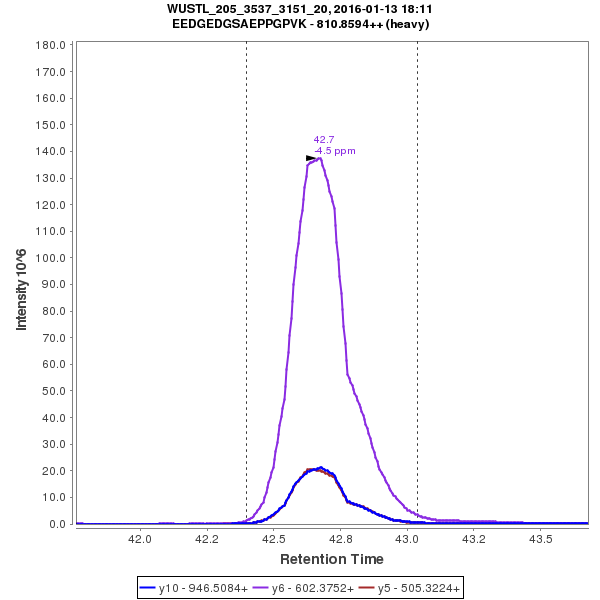 WUSTL_205_3537_3151_20, 2016-01-13 18:11
EEDGEDGSAEPPGPVK - 810.8594++ (heavy)
180.0
170.0
160.0
150.0
140.0
130.0
120.0
110.0
100.0
90.0
80.0
70.0
60.0
50.0
40.0
30.0
20.0
10.0
0.0
Intensity 10^6
42.7
-4.5 ppm
42.0 42.2 42.5 42.8 43.0 43.2 43.5
Retention Time
y10 - 946.5084+ y6 - 602.3752+ y5 - 505.3224+